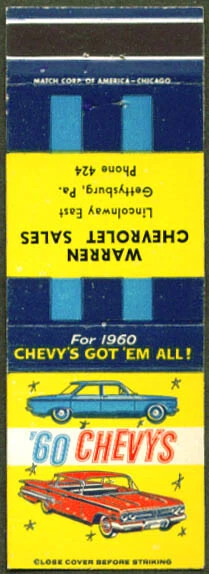 MATCH CORP. OF AMERICA—CHICAGO
WARREN
CHEVROLET SALES
Lincolnway East
Gettysburg, Pa.
Phone 424
For 1960
CHEVY'S GOT 'EM ALL!
'60 CHEVYS
CLOSE COVER BEFORE STRIKING